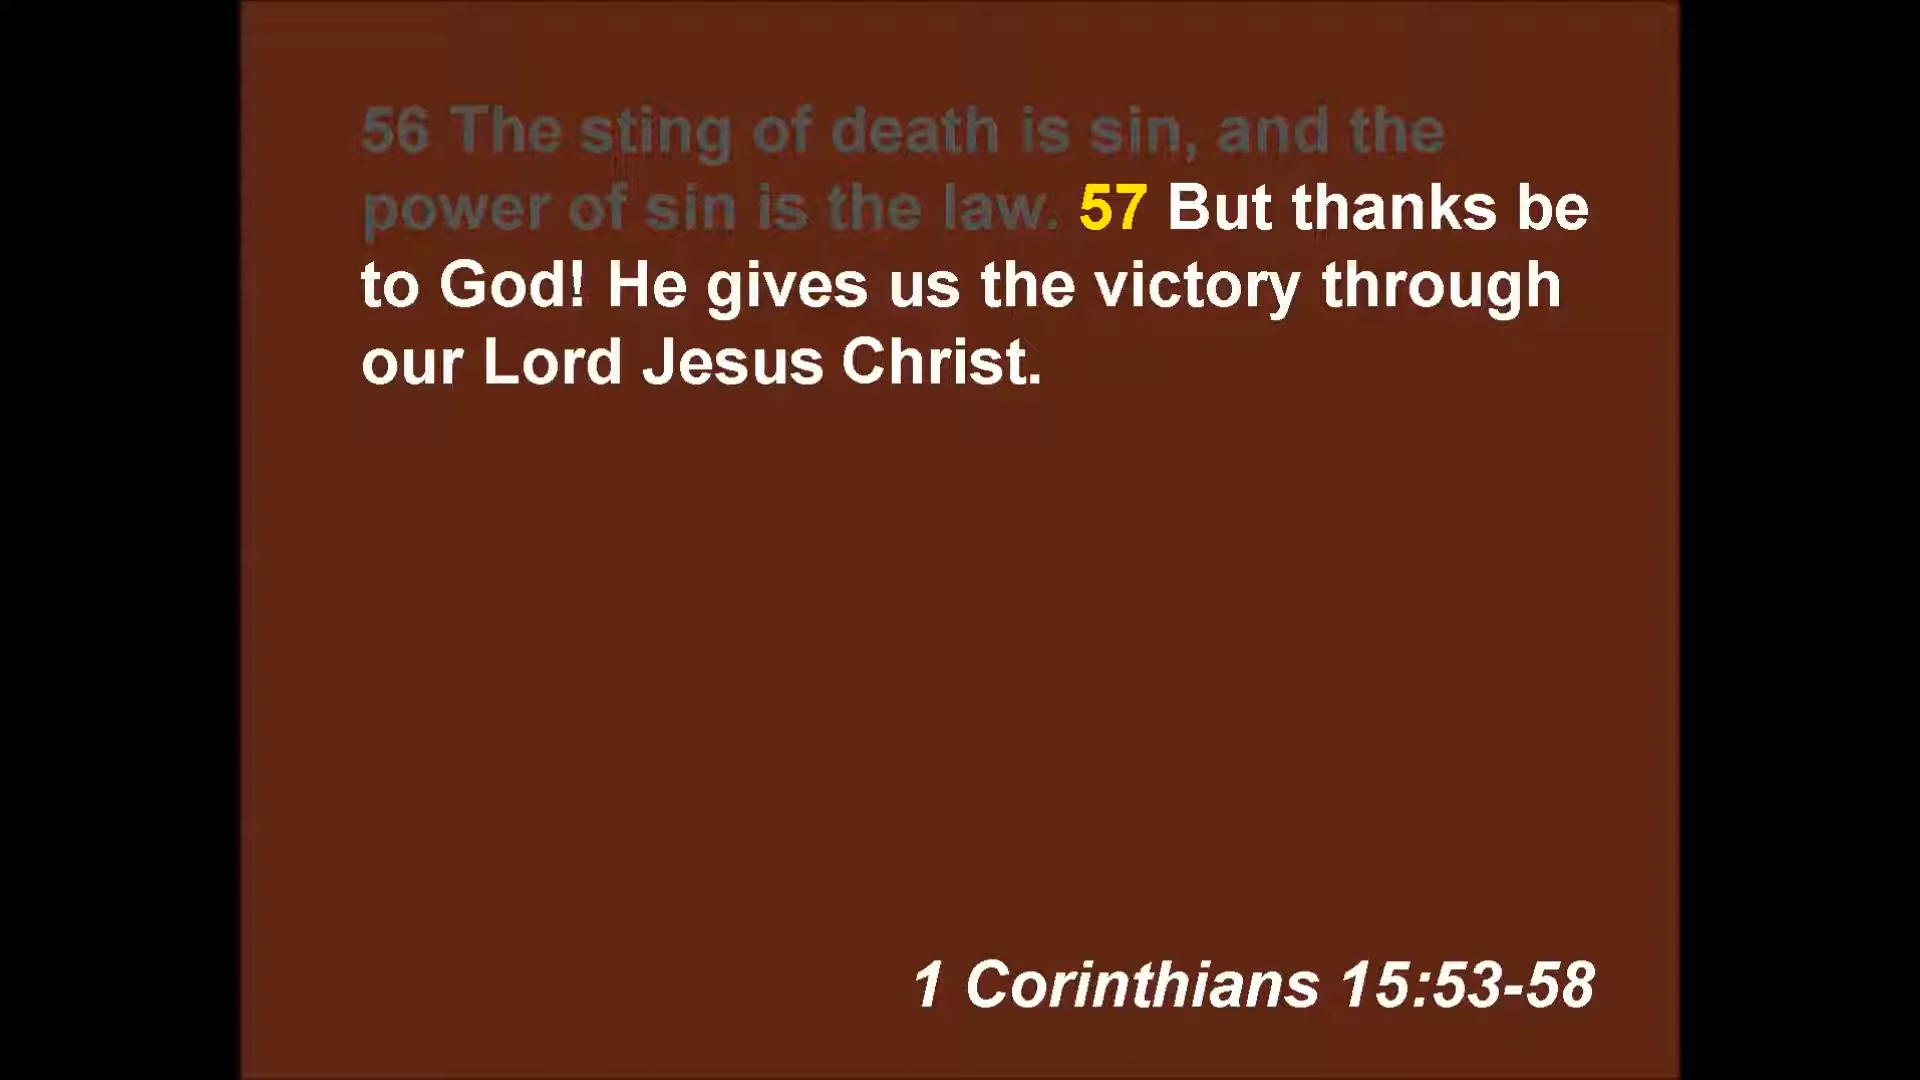 56 The sting of death is sin, and the
power of sin is the law. 57 But thanks be
to God! He gives us the victory through
our Lord Jesus Christ.
1 Corinthians 15:53-58